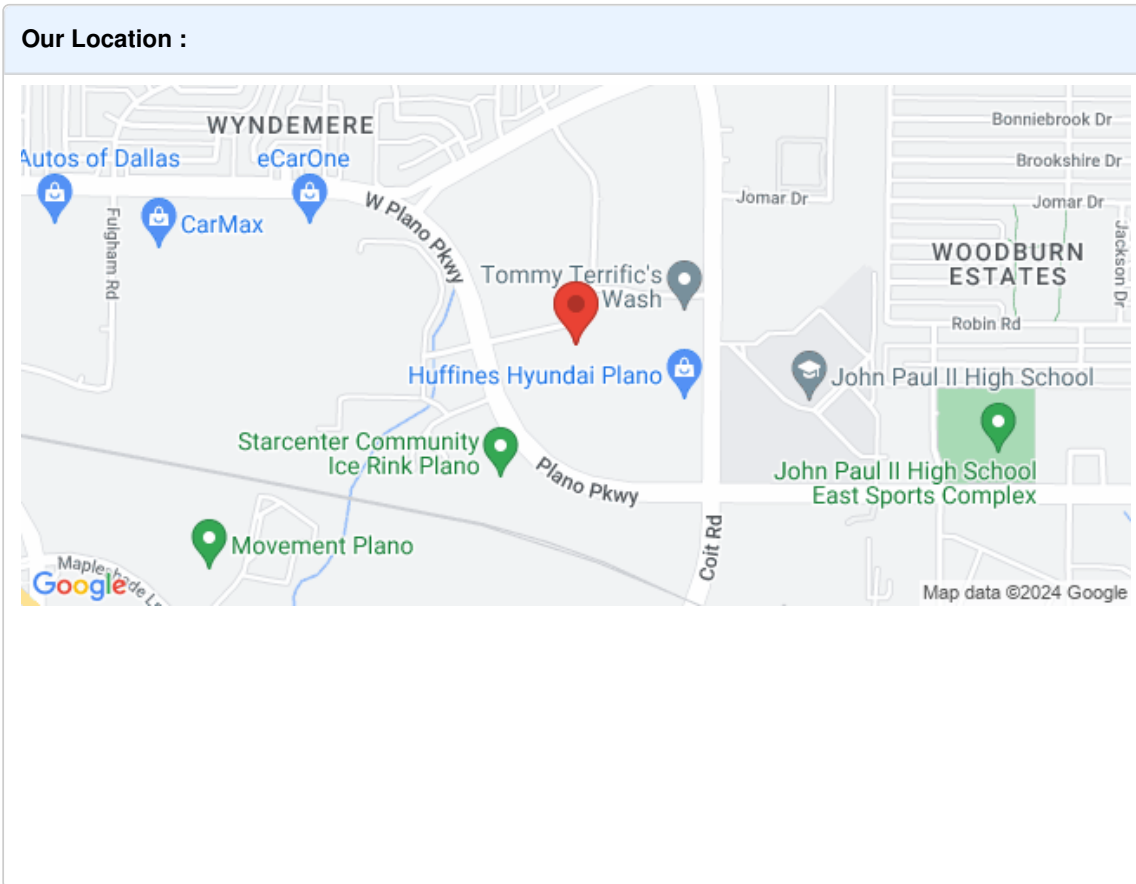 Our Location :
WYNDEMERE
Autos of Dallas
eCarOne
Bonniebrook Dr
Brookshire Dr
Jomar Dr
Jomar Dr
W Plano Pkwy
CarMax
Fulgham Rd
Jackson Dr
WOODBURN
ESTATES
Tommy Terrific's
Wash
Robin Rd
Huffines Hyundai Plano
John Paul II High School
Starcenter Community
Ice Rink Plano
Plano Pkwy
John Paul II High School
East Sports Complex
Coit Rd
Movement Plano
Mapleshade Ln
Google
Map data ©2024 Google